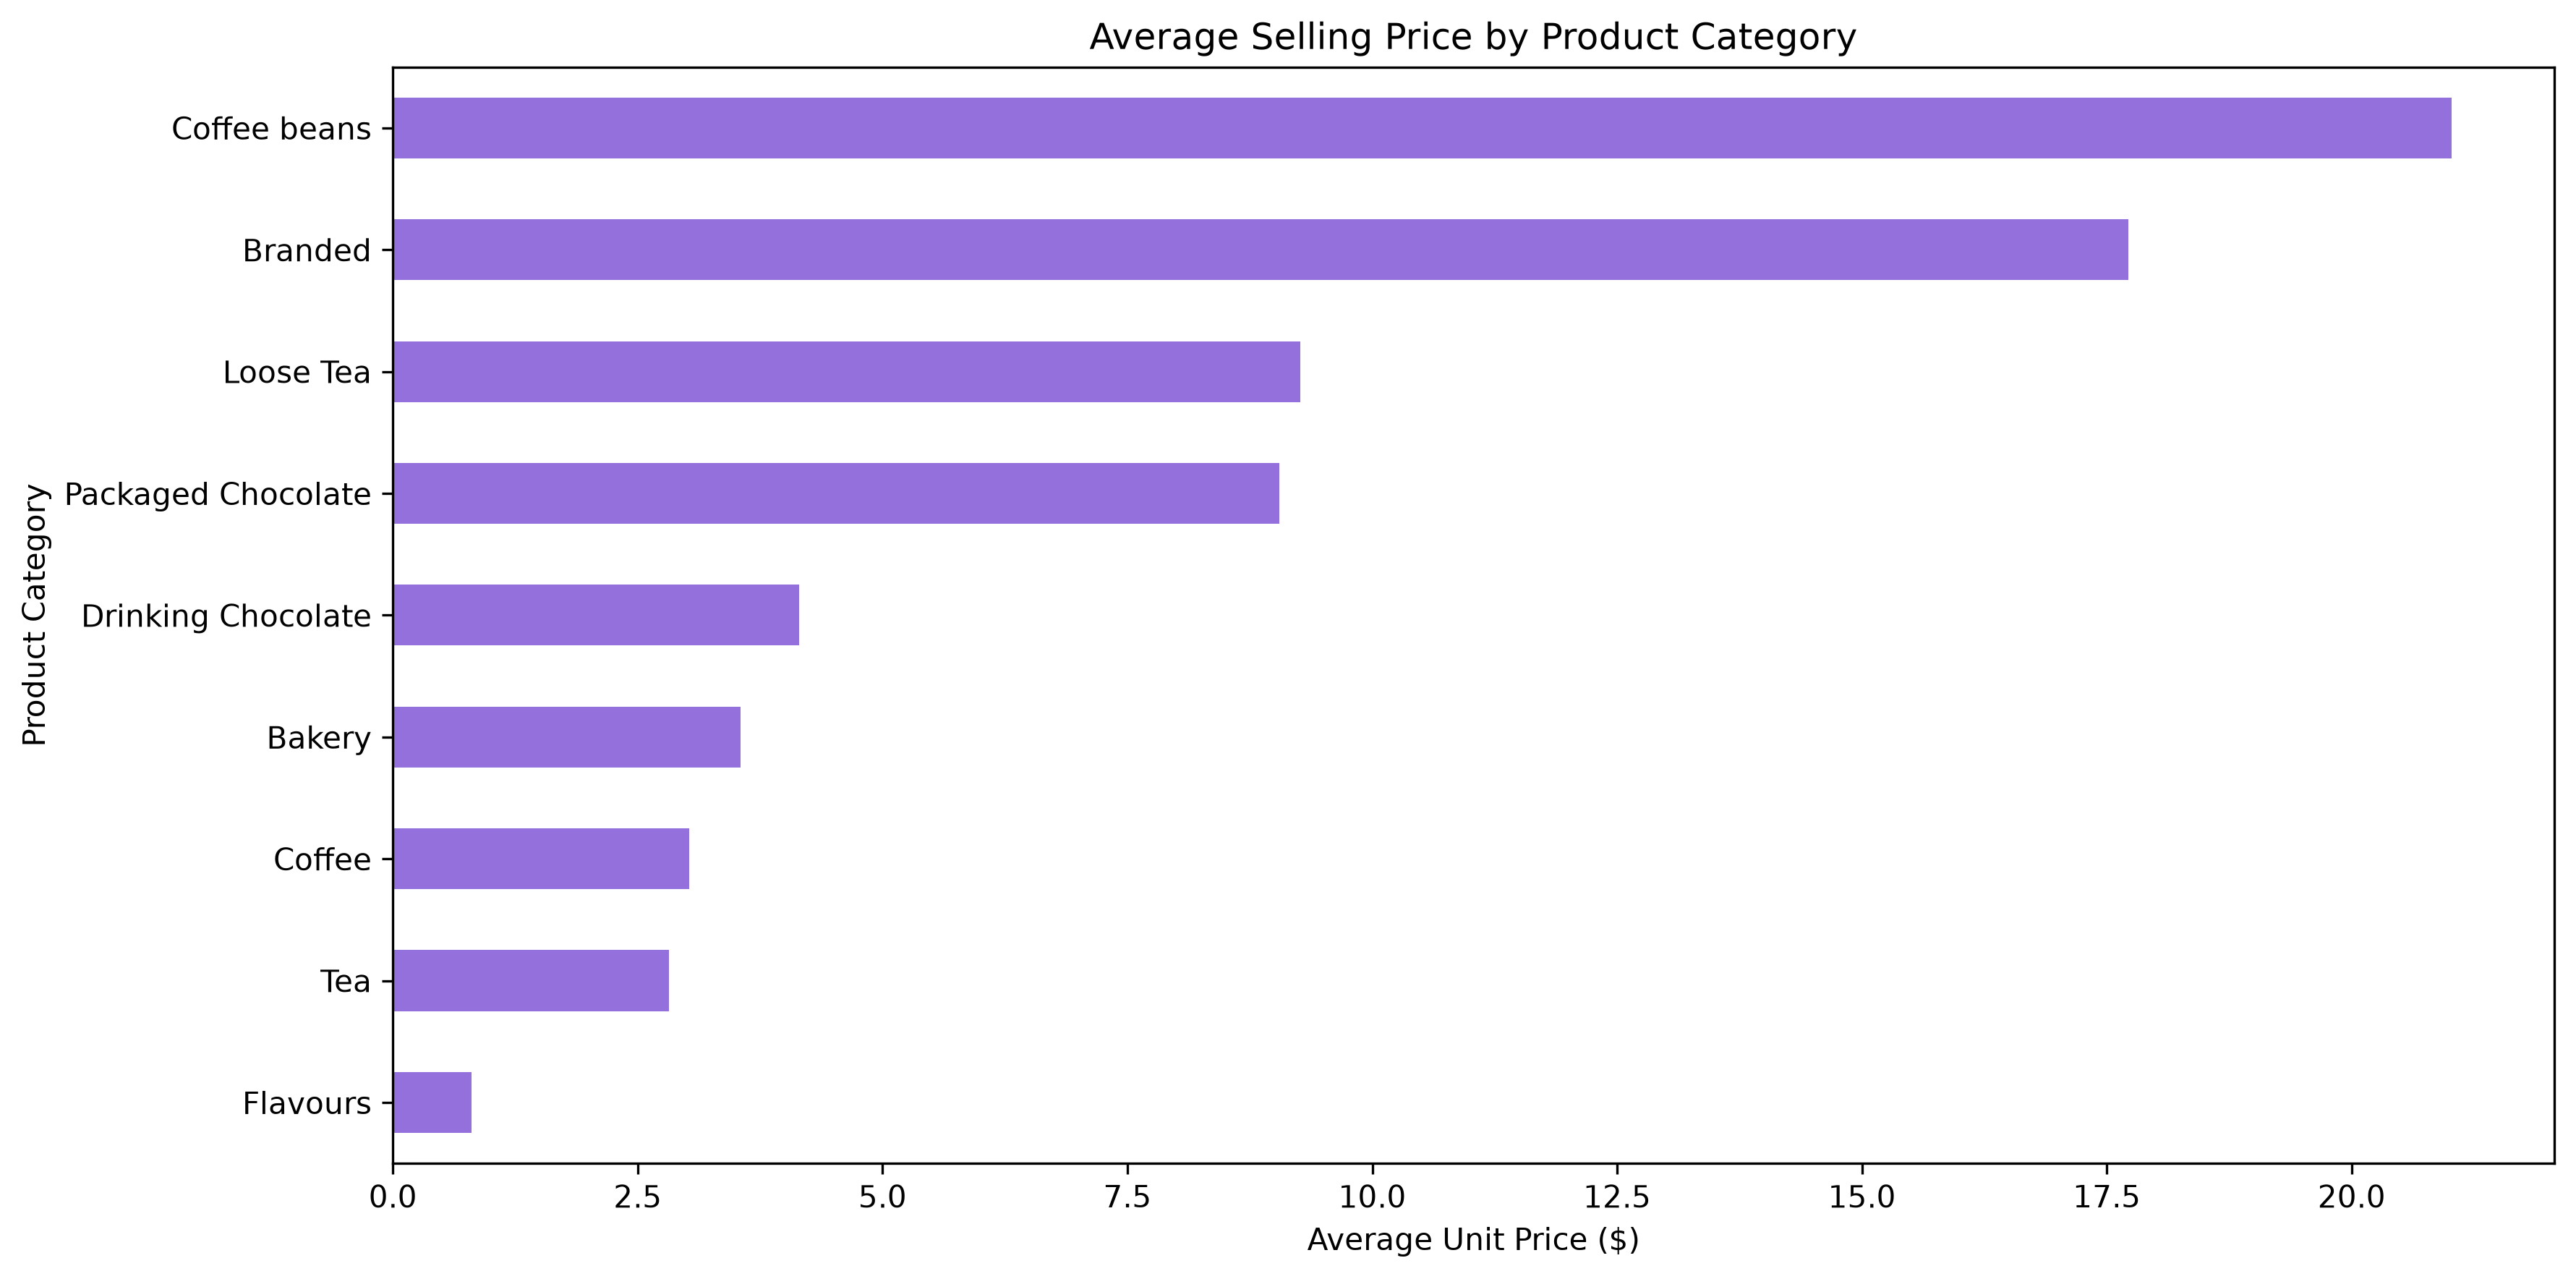 Average Selling Price by Product Category
Product Category
Coffee beans
Branded
Loose Tea
Packaged Chocolate
Drinking Chocolate
Bakery
Coffee
Tea
Flavours
0.0 2.5 5.0 7.5 10.0 12.5 15.0 17.5 20.0
Average Unit Price ($)